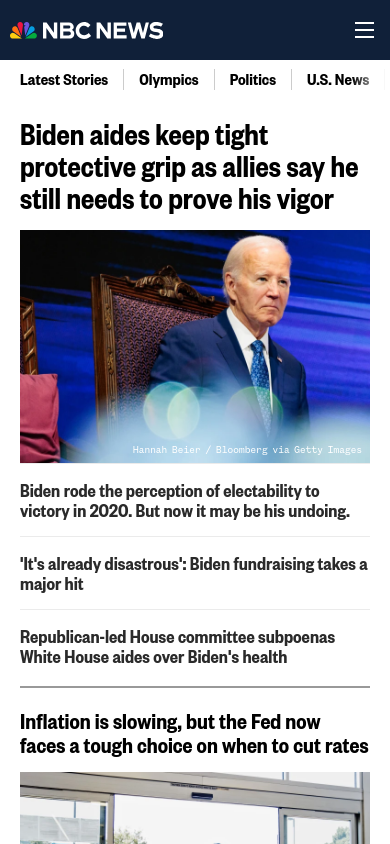 NBC NEWS
Latest Stories
Olympics
Politics
U.S. News
Biden aides keep tight
protective grip as allies say he
still needs to prove his vigor
Hannah Beier / Bloomberg via Getty Images
Biden rode the perception of electability to
victory in 2020. But now it may be his undoing.
'It's already disastrous': Biden fundraising takes a
major hit
Republican-led House committee subpoenas
White House aides over Biden's health
Inflation is slowing, but the Fed now
faces a tough choice on when to cut rates